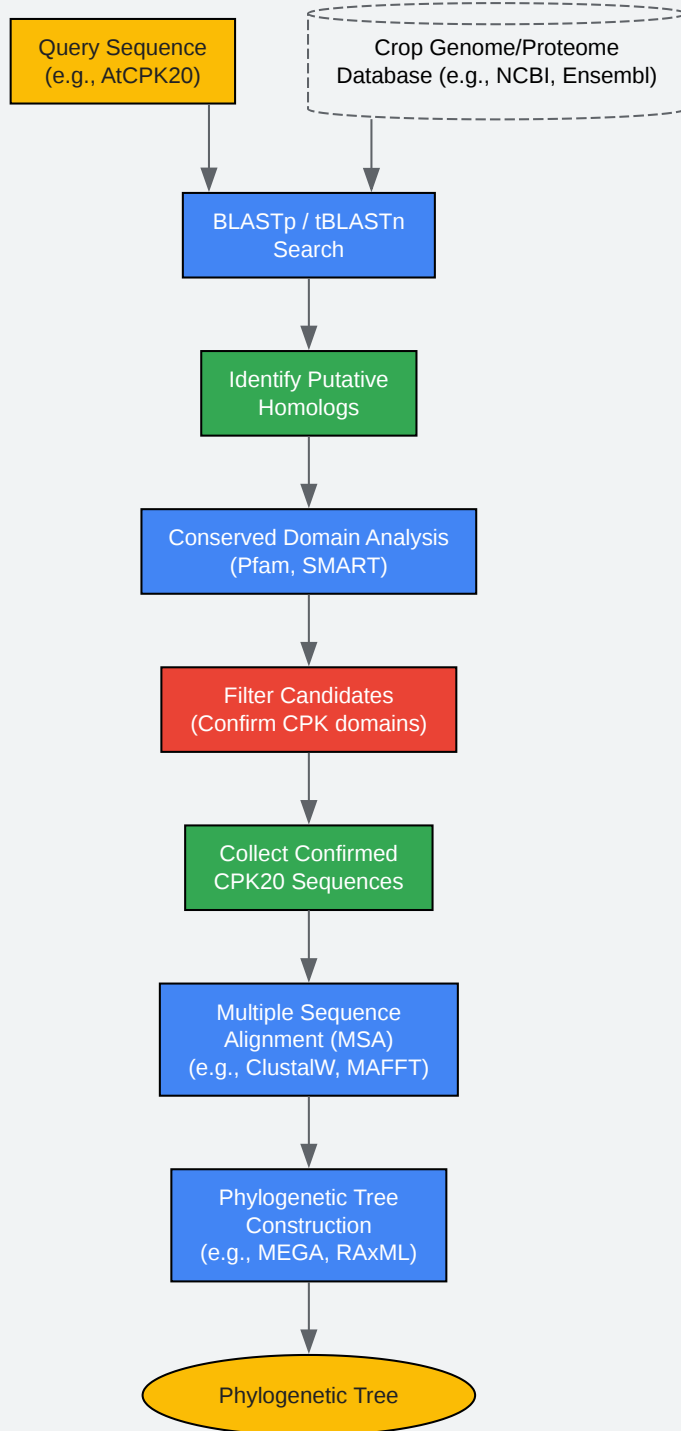 Query Sequence
(e.g., AtCPK20)
Crop Genome/Proteome
Database (e.g., NCBI, Ensembl)
BLASTp / tBLASTn
Search
Identify Putative
Homologs
Conserved Domain Analysis
(Pfam, SMART)
Filter Candidates
(Confirm CPK domains)
Collect Confirmed
CPK20 Sequences
Multiple Sequence
Alignment (MSA)
(e.g., ClustalW, MAFFT)
Phylogenetic Tree
Construction
(e.g., MEGA, RAxML)
Phylogenetic Tree